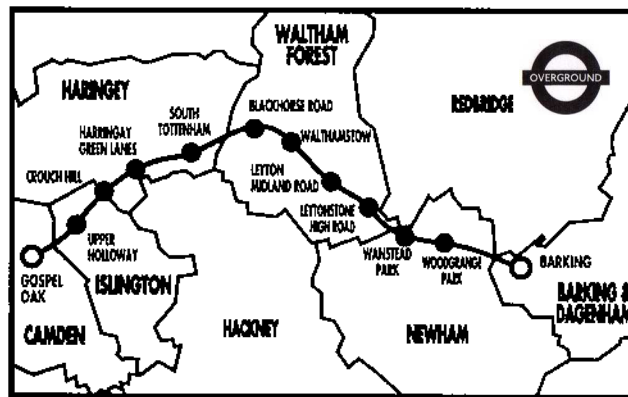 WALTHAM
FOREST
OVERGROUND
HARINGEY
REDBRIDGE
SOUTH
TOTTENHAM
BLACKHORSE ROAD
HARRINGAY
GREEN LANES
WALTHAMSTOW
CROUCH HILL
LEYTON
MIDLAND ROAD
LEYTONSTONE
HIGH ROAD
UPPER
HOLLOWAY
WANSTEAD
PARK
WOODGRANGE
PARK
BARKING
GOSPEL
OAK
ISLINGTON
BARKING &
DAGENHAM
CAMDEN
HACKNEY
NEWHAM